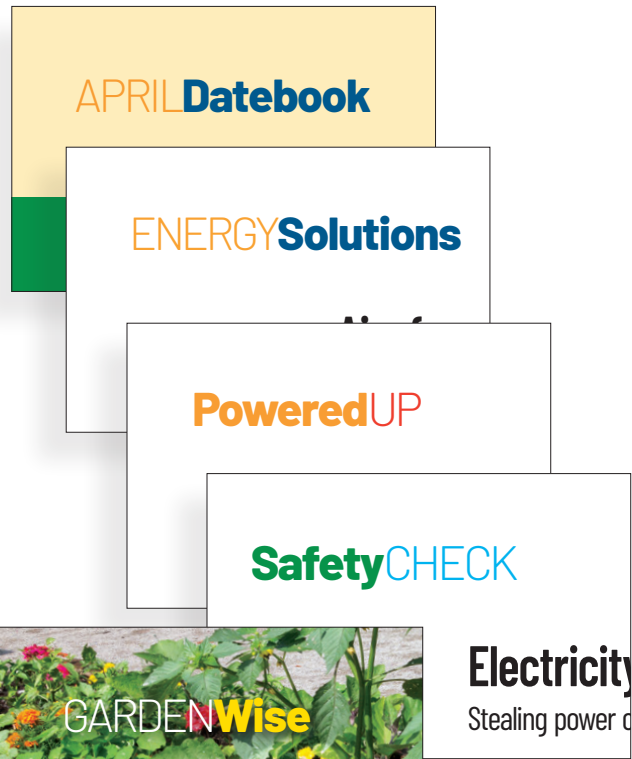 APRILDatebook
ENERGYSolutions
PoweredUP
SafetyCHECK
GARDENWise
Electricity
Stealing power